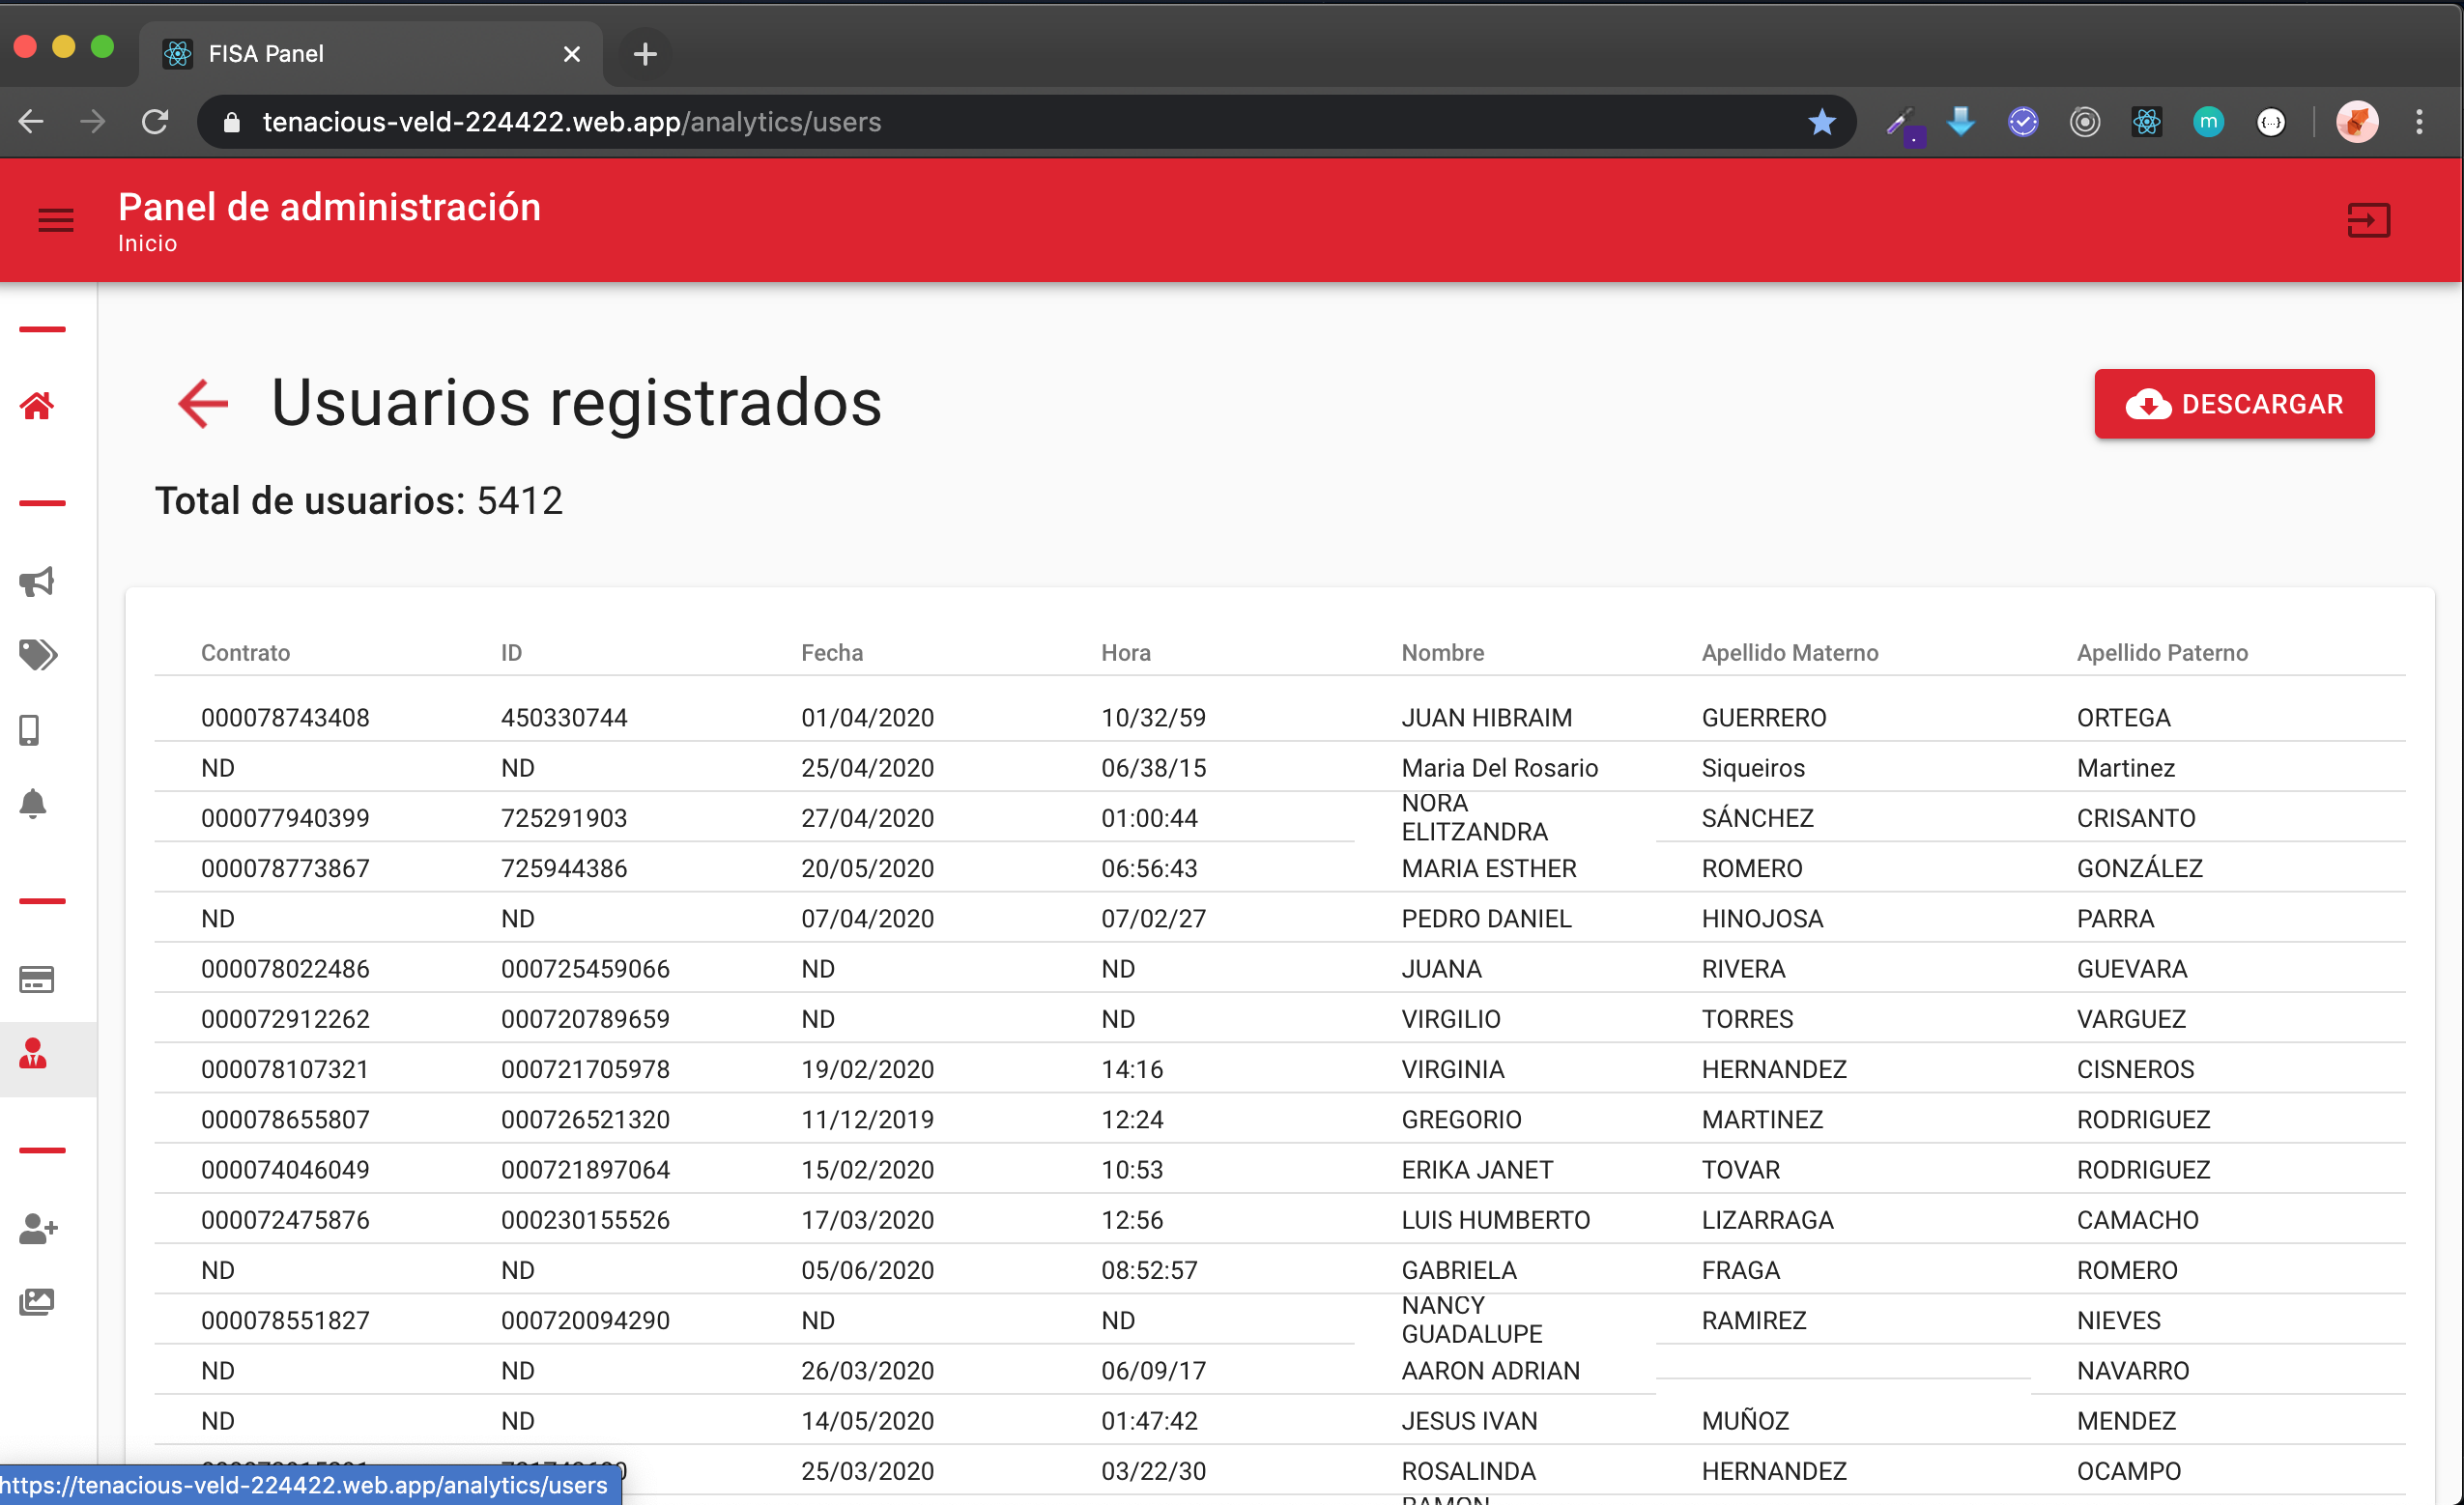 FISA Panel
tenacious-veld-224422.web.app/analytics/users
m
{...}
Panel de administración
Inicio
Usuarios registrados
DESCARGAR
Total de usuarios: 5412
Contrato ID Fecha Hora Nombre Apellido Materno Apellido Paterno
000078743408 450330744 01/04/2020 10/32/59 JUAN HIBRAIM GUERRERO ORTEGA
ND ND 25/04/2020 06/38/15 Maria Del Rosario Siqueiros Martinez
000077940399 725291903 27/04/2020 01:00:44 NORA ELITZANDRA SÁNCHEZ CRISANTO
000078773867 725944386 20/05/2020 06:56:43 MARIA ESTHER ROMERO GONZÁLEZ
ND ND 07/04/2020 07/02/27 PEDRO DANIEL HINOJOSA PARRA
000078022486 000725459066 ND ND JUANA RIVERA GUEVARA
000072912262 000720789659 ND ND VIRGILIO TORRES VARGUEZ
000078107321 000721705978 19/02/2020 14:16 VIRGINIA HERNANDEZ CISNEROS
000078655807 000726521320 11/12/2019 12:24 GREGORIO MARTINEZ RODRIGUEZ
000074046049 000721897064 15/02/2020 10:53 ERIKA JANET TOVAR RODRIGUEZ
000072475876 000230155526 17/03/2020 12:56 LUIS HUMBERTO LIZARRAGA CAMACHO
ND ND 05/06/2020 08:52:57 GABRIELA FRAGA ROMERO
000078551827 000720094290 ND ND NANCY GUADALUPE RAMIREZ NIEVES
ND ND 26/03/2020 06/09/17 AARON ADRIAN NAVARRO
ND ND 14/05/2020 01:47:42 JESUS IVAN MUÑOZ MENDEZ
25/03/2020 03/22/30 ROSALINDA HERNANDEZ OCAMPO
https://tenacious-veld-224422.web.app/analytics/users